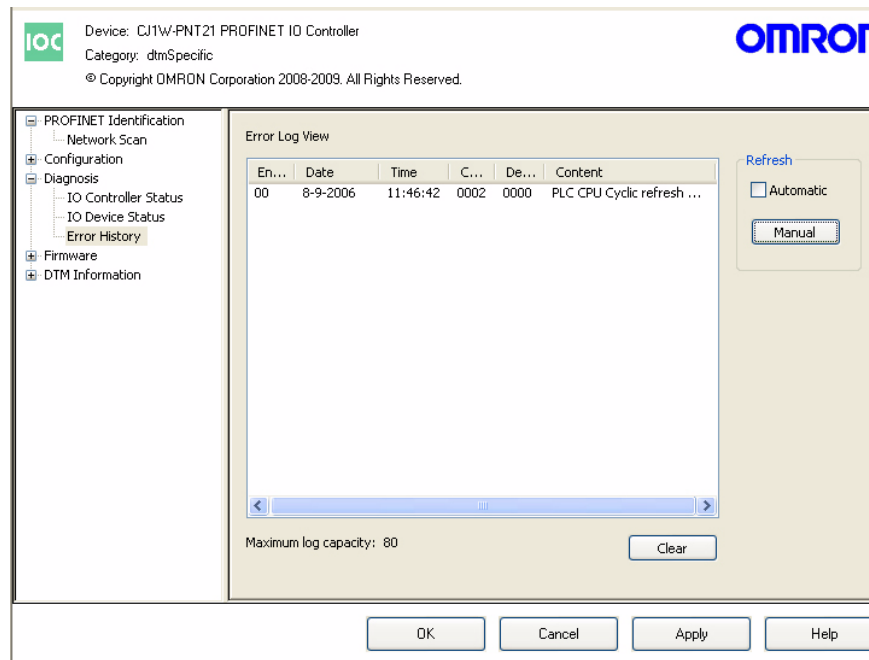 IOC
Device: CJ1W-PNT21 PROFINET IO Controller
Category: dtmSpecific
© Copyright OMRON Corporation 2008-2009. All Rights Reserved.
OMRON
PROFINET Identification
Network Scan
Configuration
Diagnosis
IO Controller Status
IO Device Status
Error History
Firmware
DTM Information
Error Log View
En... Date Time C... De... Content
00 8-9-2006 11:46:42 0002 0000 PLC CPU Cyclic refresh ...
Maximum log capacity: 80
Clear
Refresh
Automatic
Manual
OK Cancel Apply Help